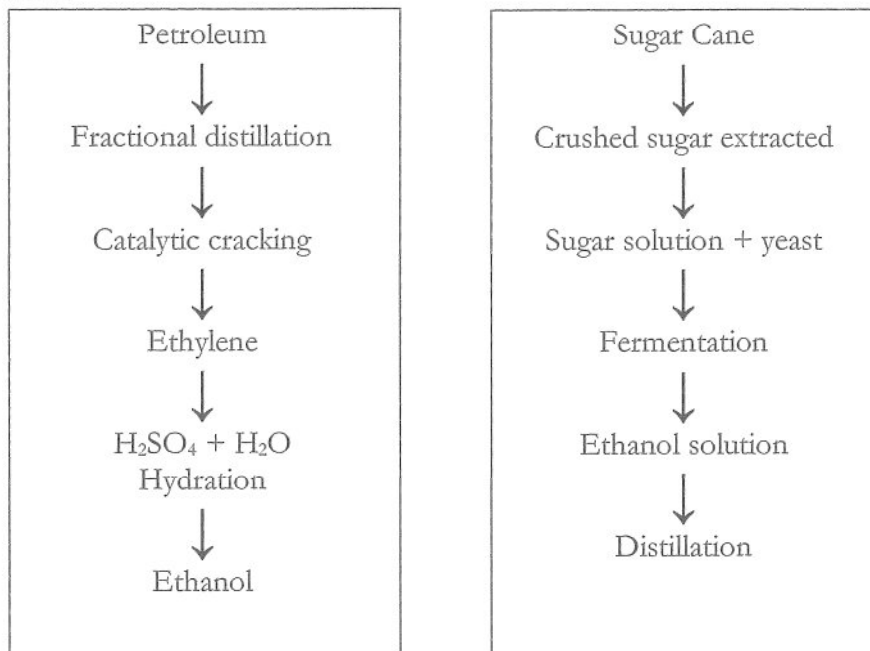 Petroleum
Fractional distillation
Catalytic cracking
Ethylene
H₂SO₄ + H₂O
Hydration
Ethanol
Sugar Cane
Crushed sugar extracted
Sugar solution + yeast
Fermentation
Ethanol solution
Distillation